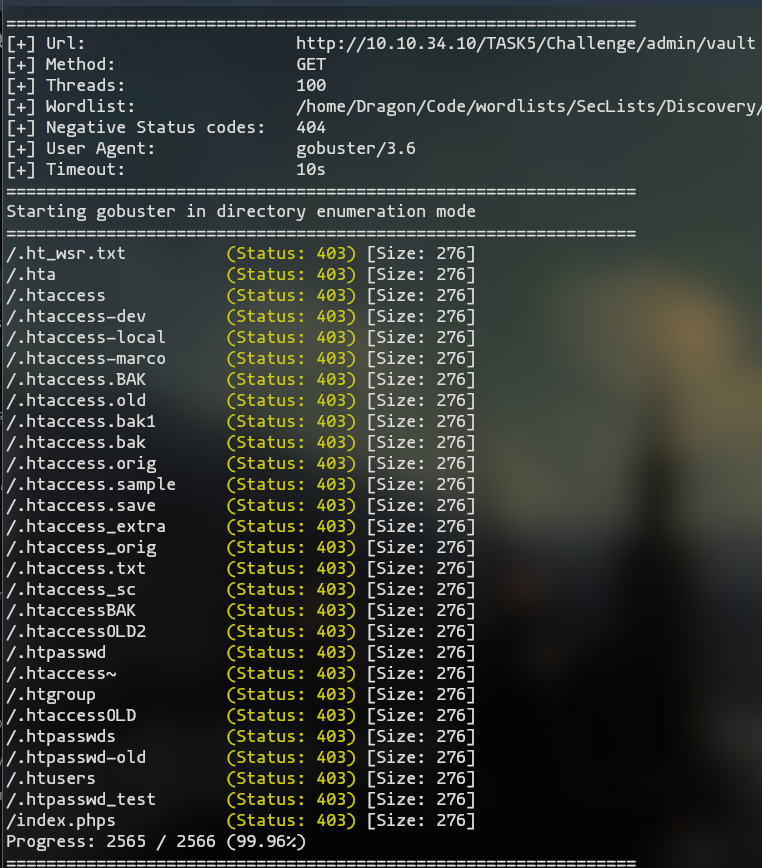 ===============================================================
[+] Url:                     http://10.10.34.10/TASK5/Challenge/admin/vault
[+] Method:                  GET
[+] Threads:                 100
[+] Wordlist:                /home/Dragon/Code/wordlists/SecLists/Discovery/
[+] Negative Status codes:   404
[+] User Agent:              gobuster/3.6
[+] Timeout:                 10s
===============================================================
Starting gobuster in directory enumeration mode
===============================================================
/.ht_wsr.txt          (Status: 403) [Size: 276]
/.hta                 (Status: 403) [Size: 276]
/.htaccess            (Status: 403) [Size: 276]
/.htaccess-dev        (Status: 403) [Size: 276]
/.htaccess-local      (Status: 403) [Size: 276]
/.htaccess-marco      (Status: 403) [Size: 276]
/.htaccess.BAK        (Status: 403) [Size: 276]
/.htaccess.old        (Status: 403) [Size: 276]
/.htaccess.bak1       (Status: 403) [Size: 276]
/.htaccess.bak        (Status: 403) [Size: 276]
/.htaccess.orig       (Status: 403) [Size: 276]
/.htaccess.sample     (Status: 403) [Size: 276]
/.htaccess.save       (Status: 403) [Size: 276]
/.htaccess_extra      (Status: 403) [Size: 276]
/.htaccess_orig       (Status: 403) [Size: 276]
/.htaccess.txt        (Status: 403) [Size: 276]
/.htaccess_sc         (Status: 403) [Size: 276]
/.htaccessBAK         (Status: 403) [Size: 276]
/.htaccessOLD2        (Status: 403) [Size: 276]
/.htpasswd            (Status: 403) [Size: 276]
/.htaccess~           (Status: 403) [Size: 276]
/.htgroup             (Status: 403) [Size: 276]
/.htaccessOLD         (Status: 403) [Size: 276]
/.htpasswds           (Status: 403) [Size: 276]
/.htpasswd-old        (Status: 403) [Size: 276]
/.htusers             (Status: 403) [Size: 276]
/.htpasswd_test       (Status: 403) [Size: 276]
/index.phps           (Status: 403) [Size: 276]
Progress: 2565 / 2566 (99.96%)
===============================================================